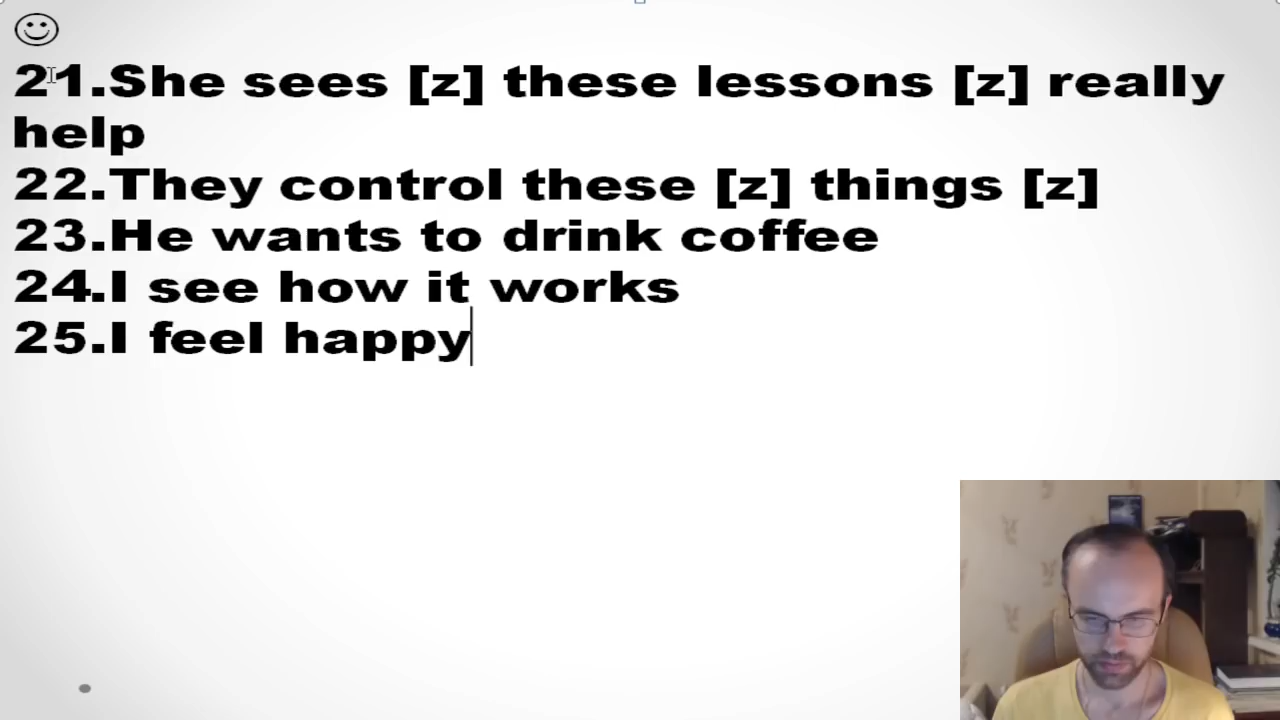 21.She sees [z] these lessons [z] really
help
22.They control these [z] things [z]
23.He wants to drink coffee
24.I see how it works
25.I feel happy